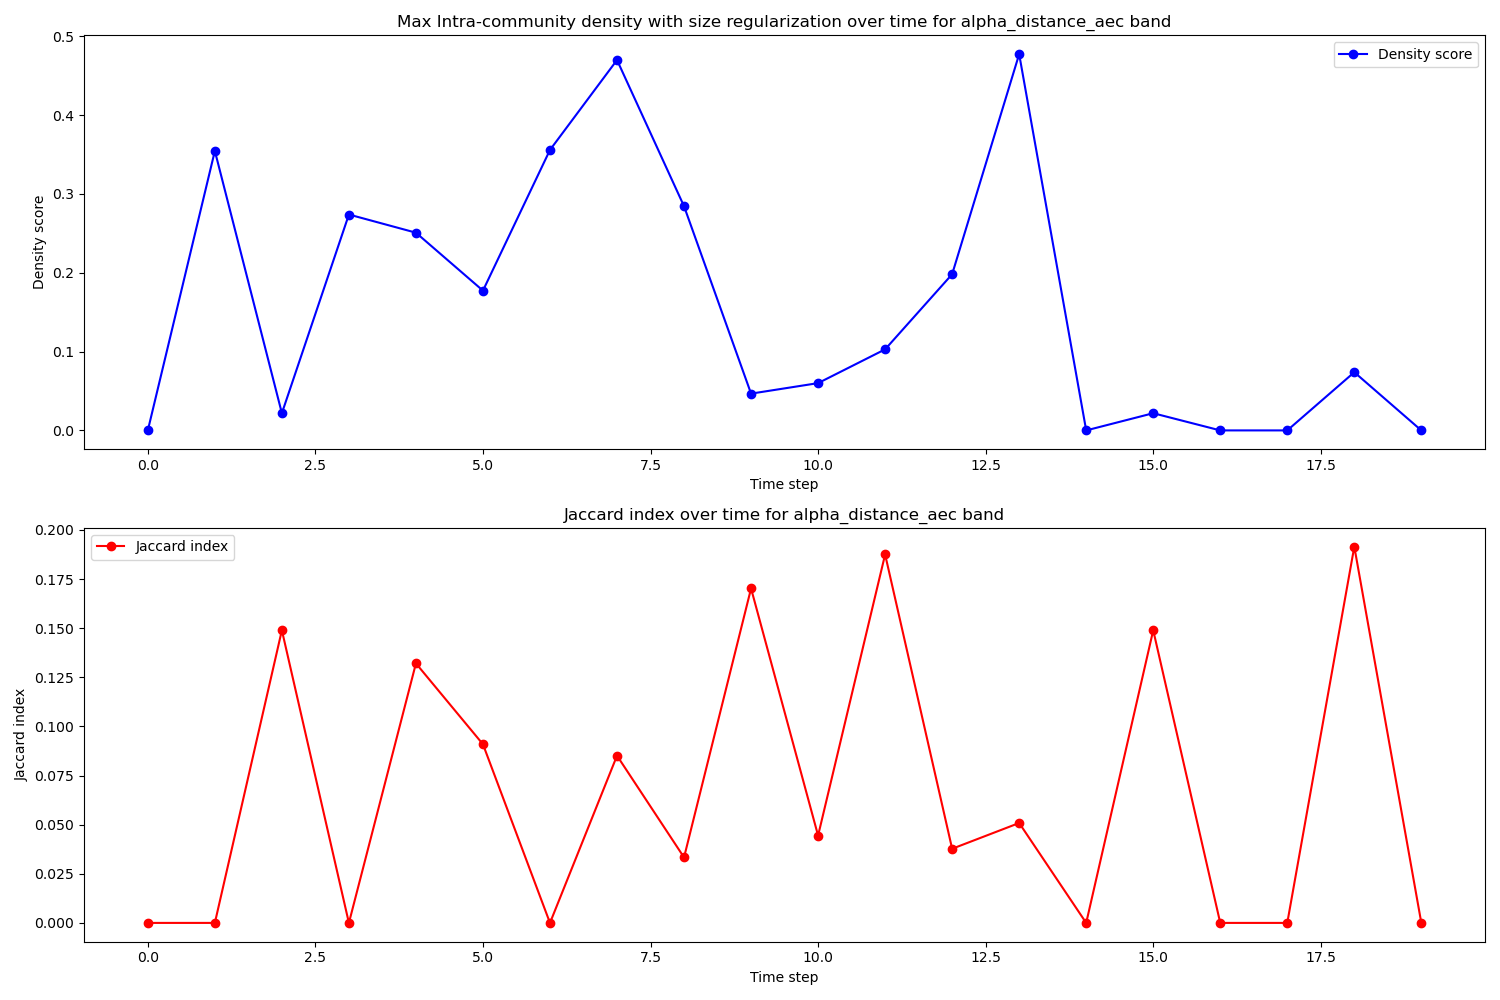 Max Intra-community density with size regularization over time for alpha_distance_aec band
Density score
0.5
0.4
0.3
0.2
0.1
0.0
Density score
0.0 2.5 5.0 7.5 10.0 12.5 15.0 17.5
Time step
Jaccard index over time for alpha_distance_aec band
Jaccard index
0.200
0.175
0.150
0.125
0.100
0.075
0.050
0.025
0.000
Jaccard index
0.0 2.5 5.0 7.5 10.0 12.5 15.0 17.5
Time step